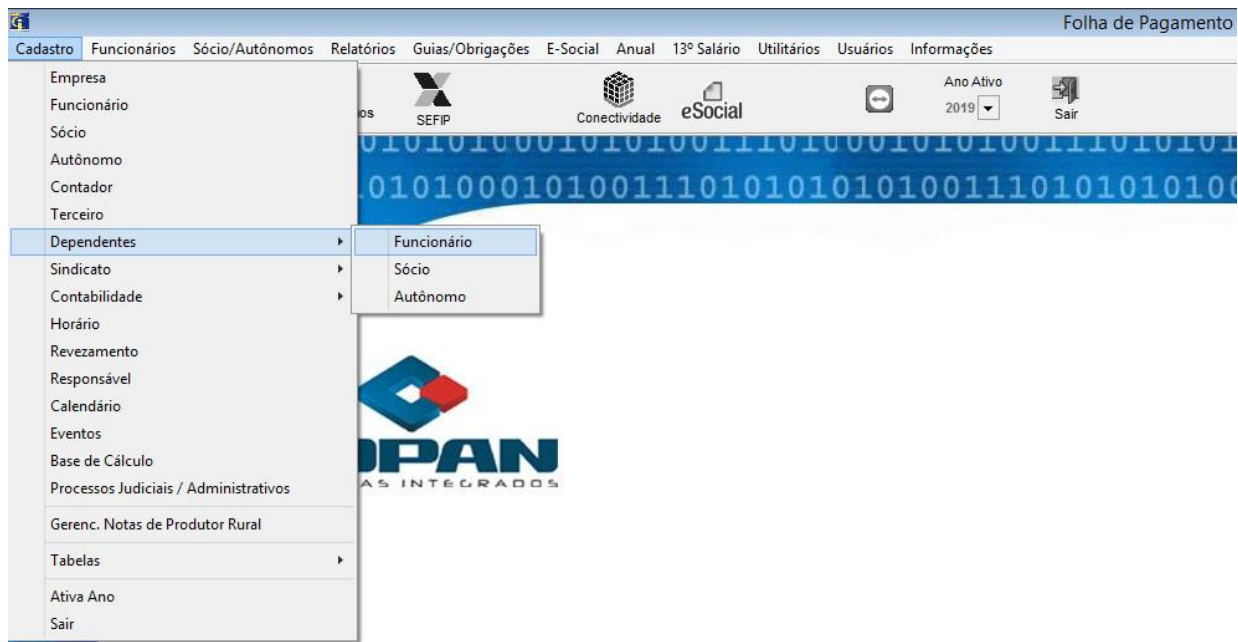 Folha de Pagamento
Cadastro Funcionários Sócio/Autônomos Relatórios Guias/Obrigações E-Social Anual 13º Salário Utilitários Usuários Informações
Empresa
Funcionário
Sócio
Autônomo
Contador
Terceiro
Dependentes
Sindicato
Contabilidade
Horário
Revezamento
Responsável
Calendário
Eventos
Base de Cálculo
Processos Judiciais / Administrativos
Gerenc. Notas de Produtor Rural
Tabelas
Ativa Ano
Sair
Funcionário
Sócio
Autônomo
os
SEFIP
Conectividade
eSocial
Ano Ativo
2019
Sair
OPAN
AS INTEGRADOS